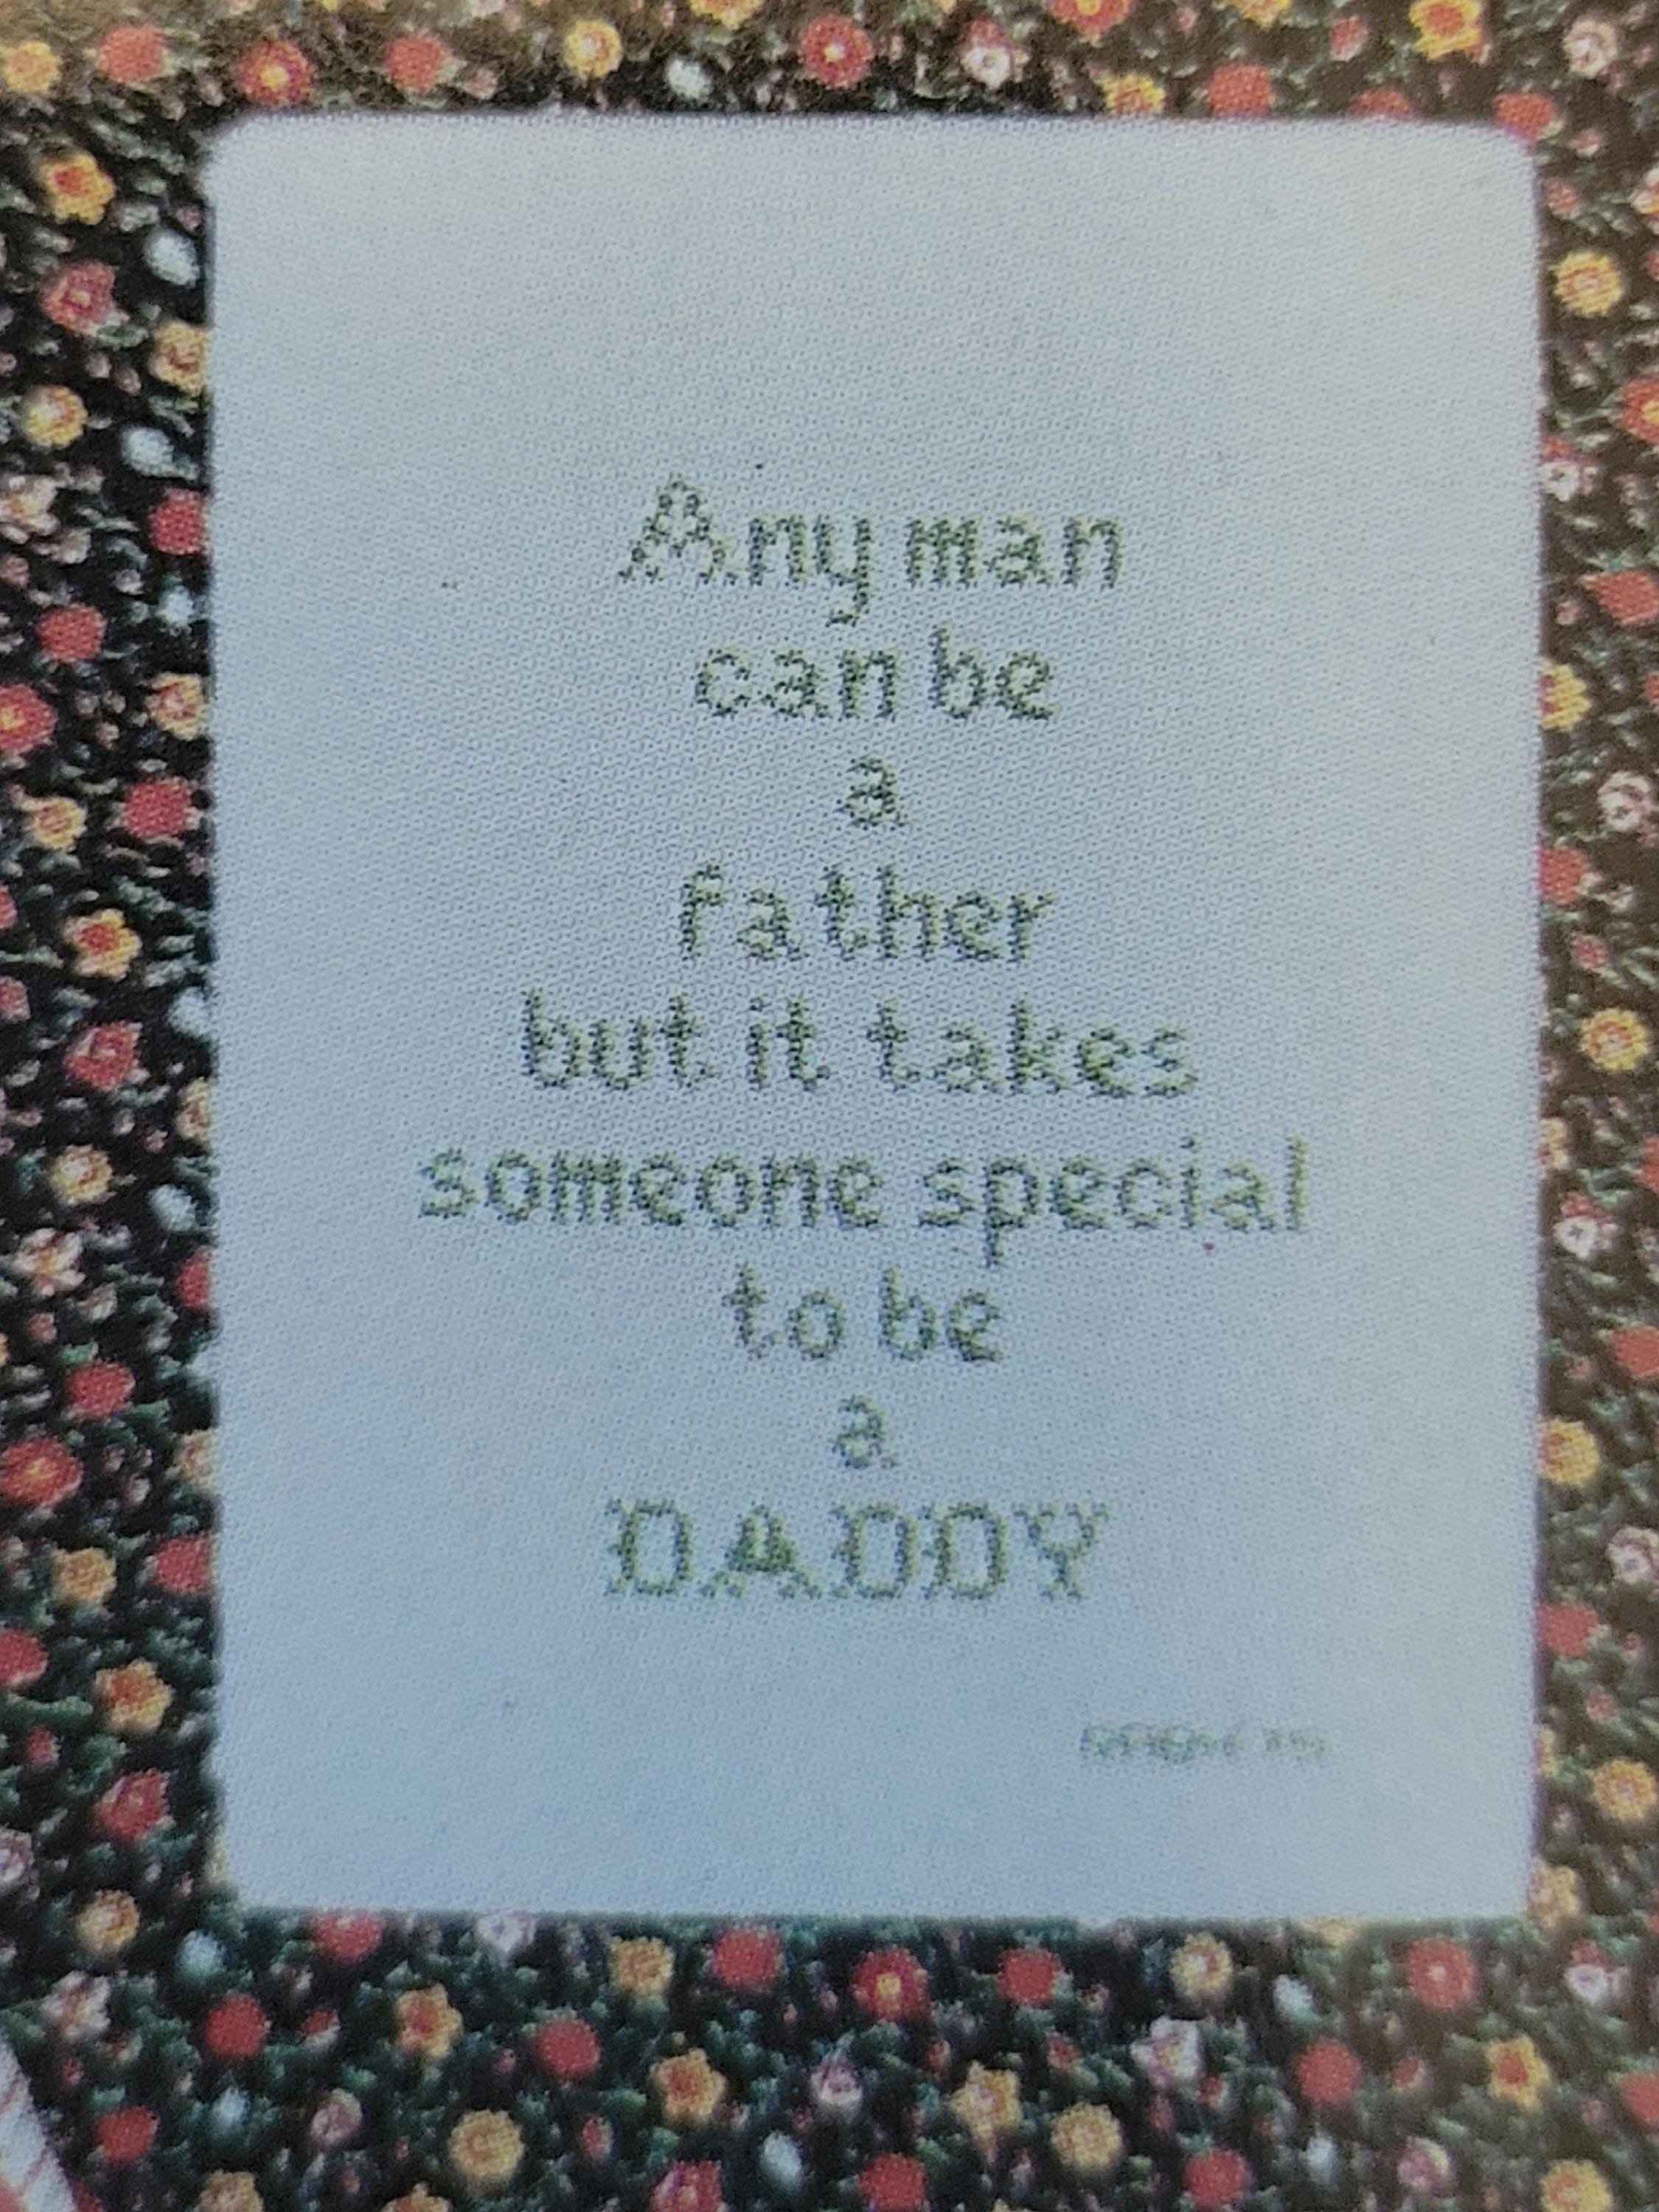 Any man
can be
a
father
but it takes
someone special
to be
a
DADDY